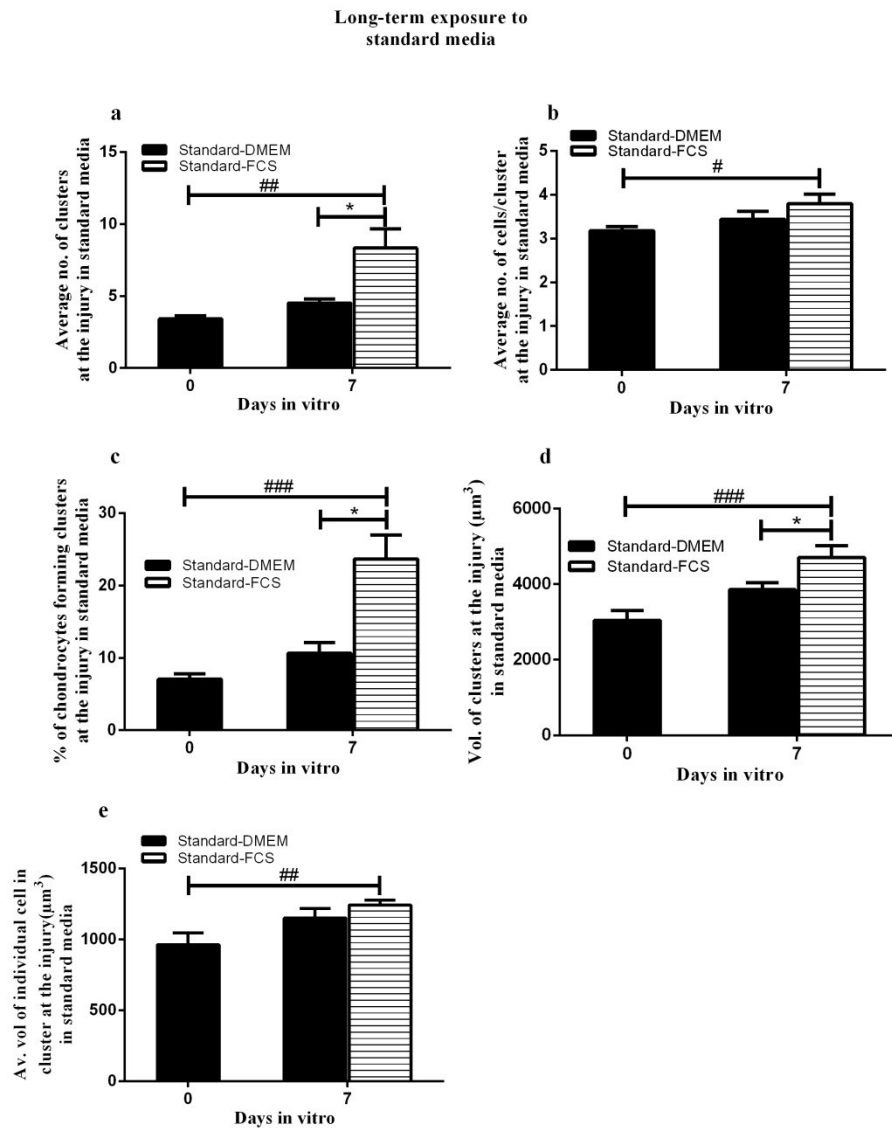 Long-term exposure to
standard media
a
Standard-DMEM
Standard-FCS
##
*
15
10
5
0
0
7
Days in vitro
Average no. of clusters
at the injury in standard media
b
Standard-DMEM
Standard-FCS
#
5
4
3
2
1
0
0
7
Days in vitro
Average no. of cells/cluster
at the injury in standard media
c
###
*
Standard-DMEM
Standard-FCS
30
20
10
0
0
7
Days in vitro
% of chondrocytes forming clusters
at the injury in standard media
d
###
*
Standard-DMEM
Standard-FCS
6000
4000
2000
0
0
7
Days in vitro
Vol. of clusters at the injury (µm³)
in standard media
e
Standard-DMEM
Standard-FCS
##
1500
1000
500
0
0
7
Days in vitro
Av. vol of individual cell in
cluster at the injury(µm³)
in standard media